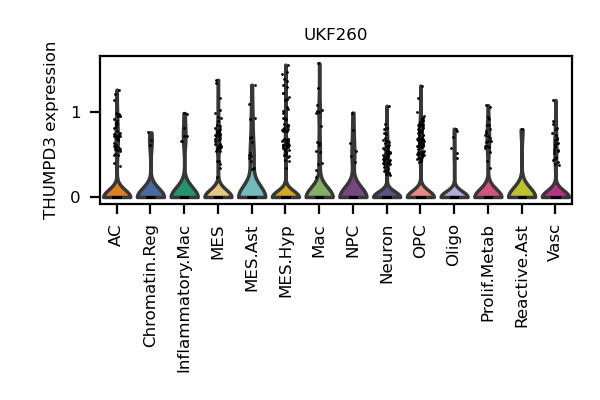 UKF260
THUMPD3 expression
1
0
AC
Chromatin.Reg
Inflammatory.Mac
MES
MES.Ast
MES.Hyp
Mac
NPC
Neuron
OPC
Oligo
Prolif.Metab
Reactive.Ast
Vasc